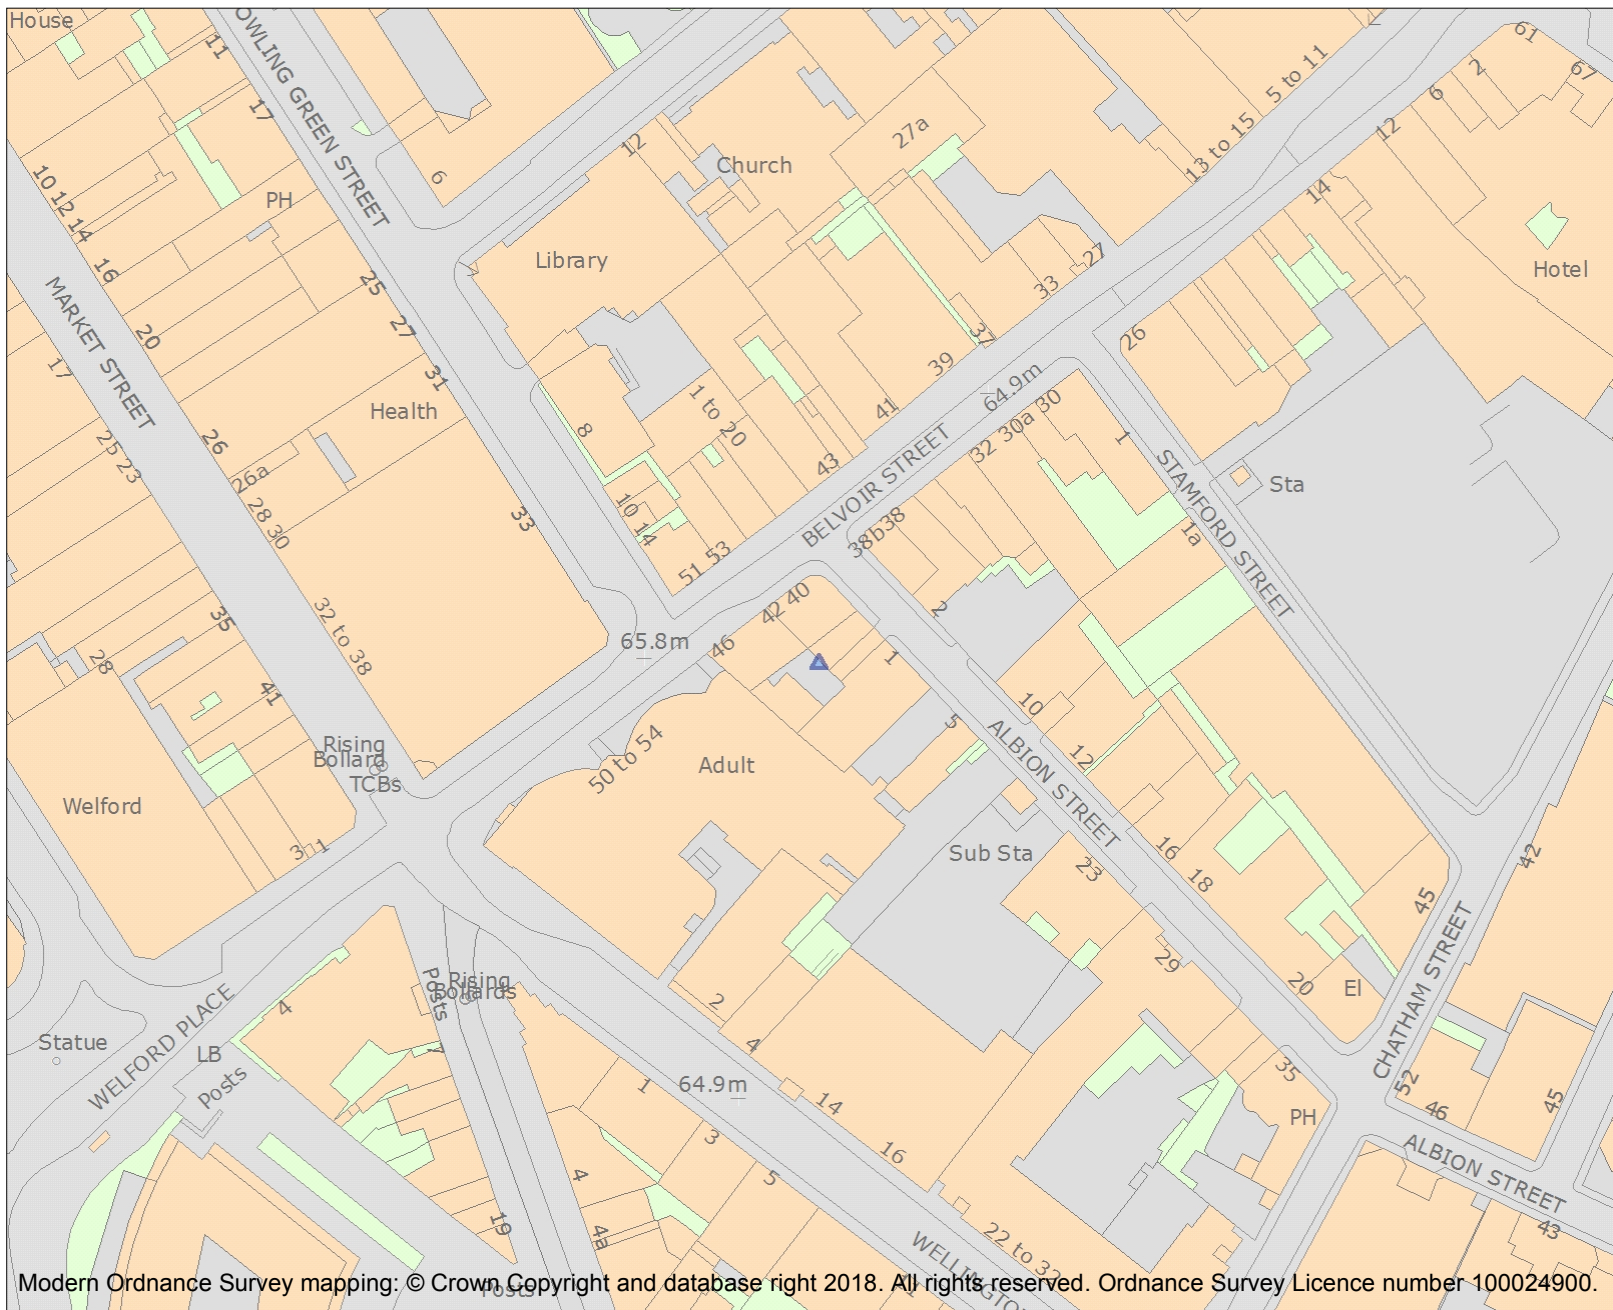 House
OWLING GREEN STREET
11
17
PH
10 12 14
16
20
MARKET STREET
17
25
27
31
Health
25 23
26
26a
28 30
33
35
32 to 38
28
41
Rising
Bollard
TCBs
Welford
3
1
6
12
Church
27a
Library
8
10 14
1 to 20
5 to 11
13 to 15
61
67
2
6
12
14
Hotel
27
33
37
39
41
43
64.9m
26
BELVOIR STREET
32 30a 30
1
STAMFORD STREET
Sta
1a
51 53
38b38
2
42 40
46
65.8m
1
5
10
50 to 54
Adult
ALBION STREET
12
Sub Sta
16
18
23
29
20
El
45
42
CHATHAM STREET
Posts
Rising
Bollards
4
WELFORD PLACE
Statue
LB
Posts
7
2
4
64.9m
1
14
3
16
5
35
PH
52
46
45
ALBION STREET
43
19
4
4a
22 to 32
WELLINGTO
11
Posts
Modern Ordnance Survey mapping: © Crown Copyright and database right 2018. All rights reserved. Ordnance Survey Licence number 100024900.